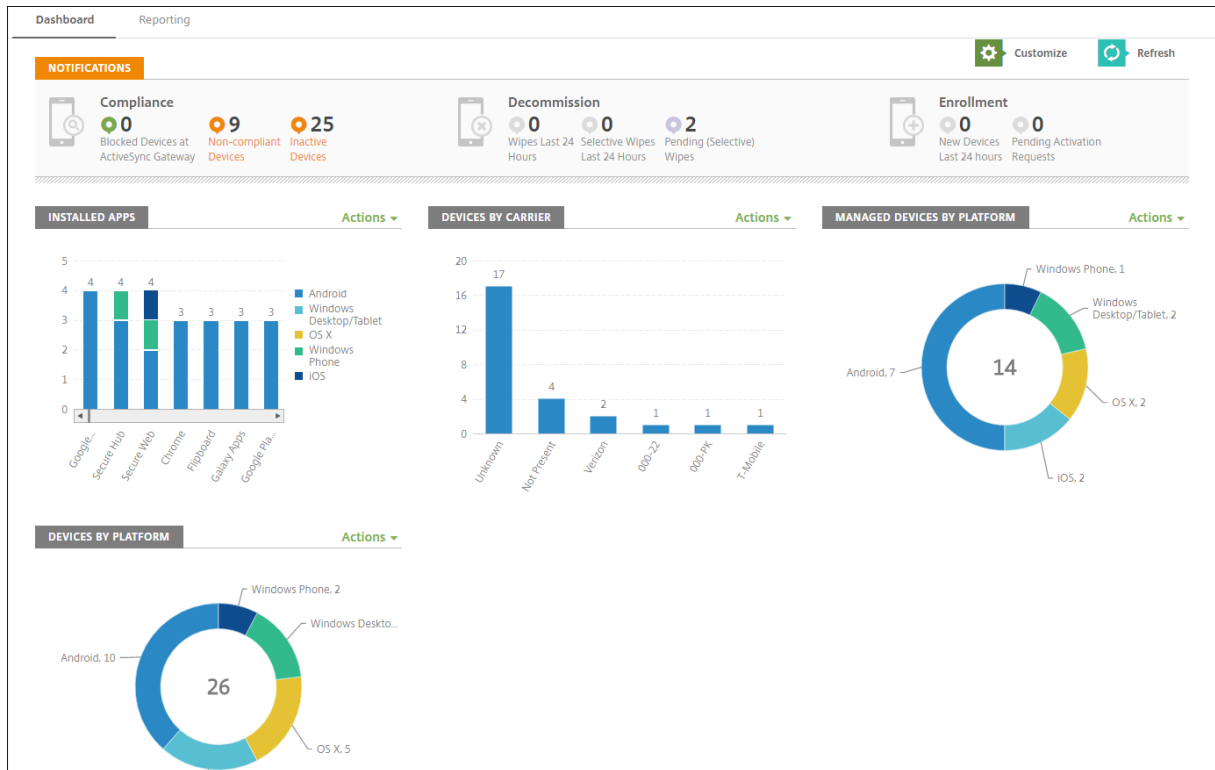 Dashboard
Reporting
Customize
Refresh
NOTIFICATIONS
Compliance
0
Blocked Devices at
ActiveSync Gateway
9
Non-compliant
Devices
25
Inactive
Devices
Decommission
0
Wipes Last 24
Hours
0
Selective Wipes
Last 24 Hours
2
Pending (Selective)
Wipes
Enrollment
0
New Devices
Last 24 hours
0
Pending Activation
Requests
INSTALLED APPS
Actions
5
4
3
2
1
0
4
4
4
3
3
3
3
Google...
Secure Hub
Secure Web
Chrome
Flipboard
Galaxy Apps
Google Pla...
Android
Windows
Desktop/Tablet
OS X
Windows
Phone
iOS
DEVICES BY CARRIER
Actions
20
16
12
8
4
0
17
4
2
1
1
1
Unknown
Not Present
Verizon
000-22
000-PK
T-Mobile
MANAGED DEVICES BY PLATFORM
Actions
Windows Phone, 1
Windows
Desktop/Tablet, 2
Android, 7
14
OS X, 2
iOS, 2
DEVICES BY PLATFORM
Actions
Windows Phone, 2
Windows Deskto...
Android, 10
26
OS X, 5